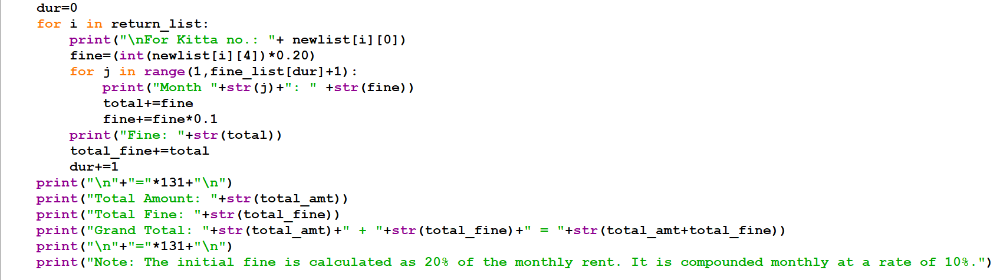 dur=0
for i in return_list:
print("\nFor Kitta no.: "+ newlist[i][0])
fine=(int(newlist[i][4])*0.20)
for j in range(1,fine_list[dur]+1):
print("Month "+str(j)+": " +str(fine))
total+=fine
fine+=fine*0.1
print("Fine: "+str(total))
total_fine+=total
dur+=1
print("\n"+"="*131+"\n")
print("Total Amount: "+str(total_amt))
print("Total Fine: "+str(total_fine))
print("Grand Total: "+str(total_amt)+" + "+str(total_fine)+" = "+str(total_amt+total_fine))
print("\n"+"="*131+"\n")
print("Note: The initial fine is calculated as 20% of the monthly rent. It is compounded monthly at a rate of 10%.")